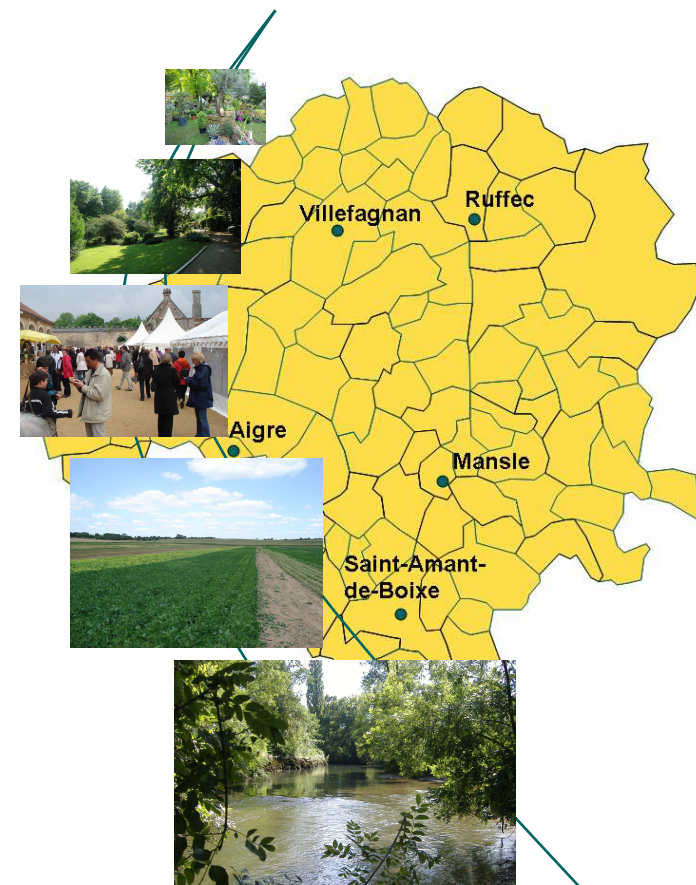 Villefagnan
Ruffec
Aigre
Mansle
Saint-Amant-
de-Boixe